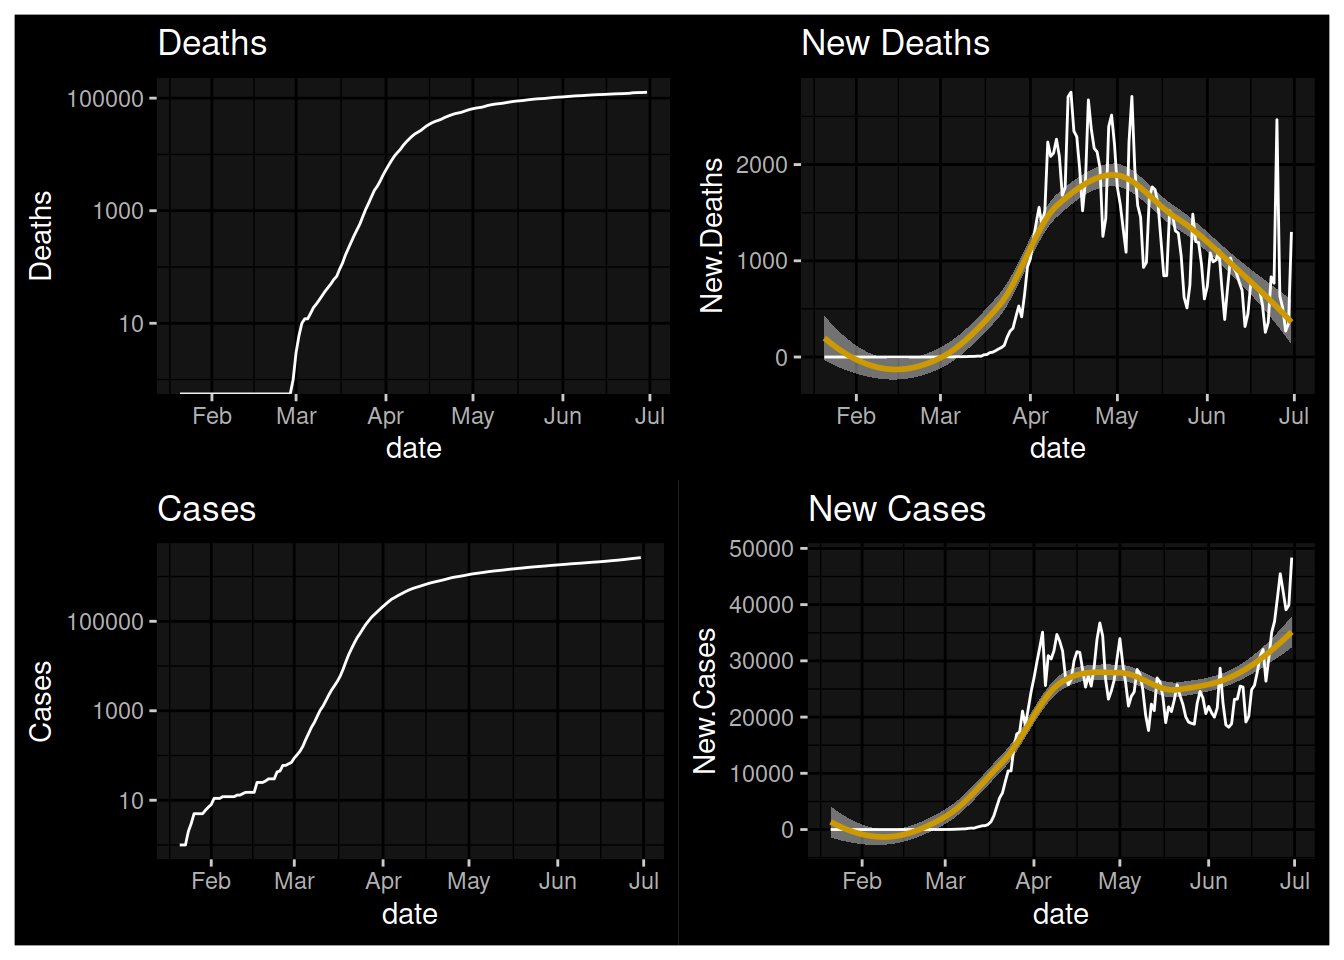 Deaths
100000
1000
10
Deaths
Feb Mar Apr May Jun Jul
date
New Deaths
2000
1000
0
New.Deaths
Feb Mar Apr May Jun Jul
date
Cases
100000
1000
10
Cases
Feb Mar Apr May Jun Jul
date
New Cases
50000
40000
30000
20000
10000
0
New.Cases
Feb Mar Apr May Jun Jul
date